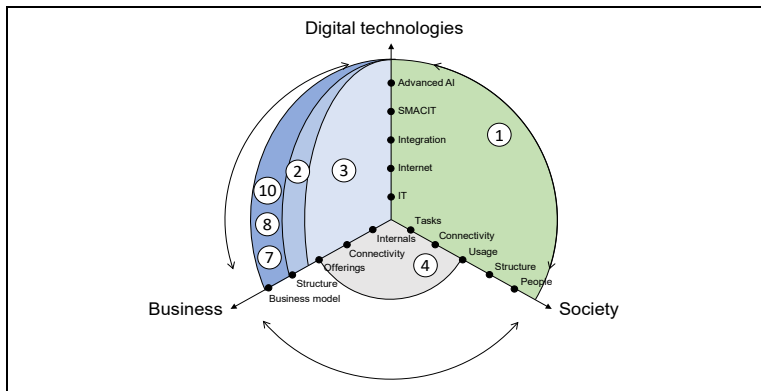 Digital technologies
Advanced AI
1
SMACIT
Integration
2
3
Internet
10
IT
8
Tasks
Internals
Connectivity
Connectivity
Usage
7
Offerings
4
Structure
Structure
People
Business model
Business
Society